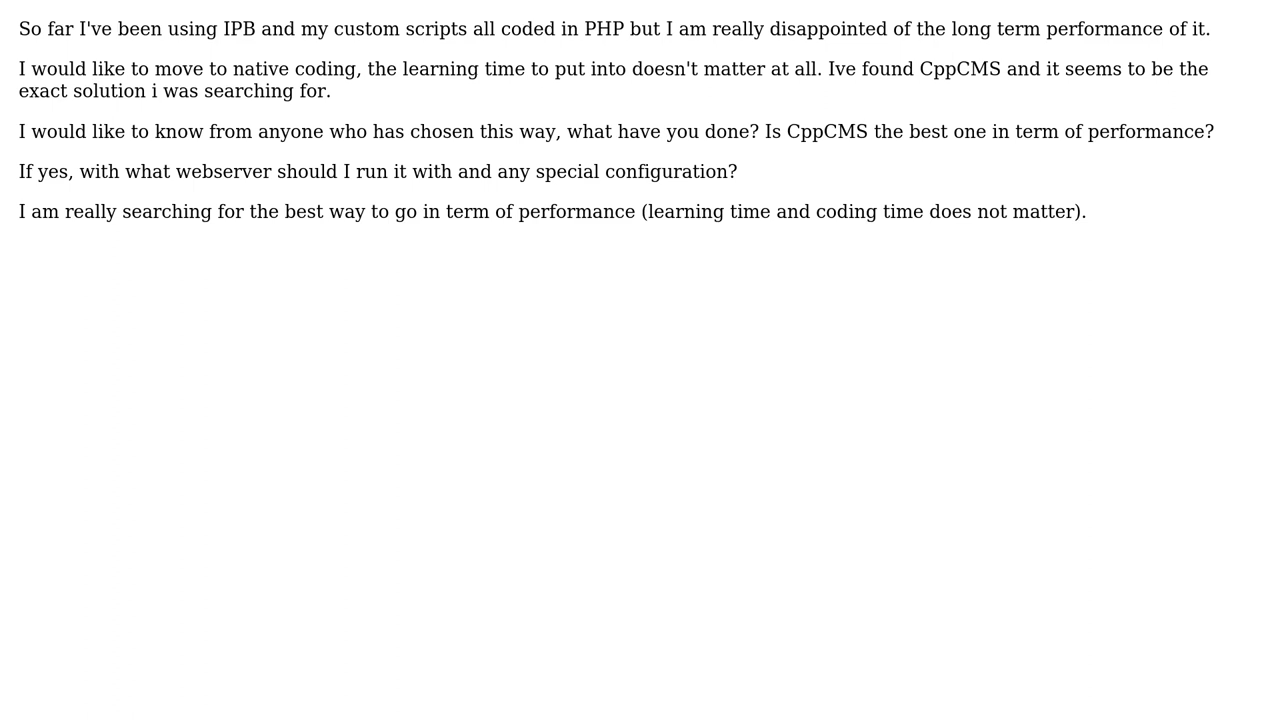 So far I've been using IPB and my custom scripts all coded in PHP but I am really disappointed of the long term performance of it.
I would like to move to native coding, the learning time to put into doesn't matter at all. Ive found CppCMS and it seems to be the
exact solution i was searching for.
I would like to know from anyone who has chosen this way, what have you done? Is CppCMS the best one in term of performance?
If yes, with what webserver should I run it with and any special configuration?
I am really searching for the best way to go in term of performance (learning time and coding time does not matter).